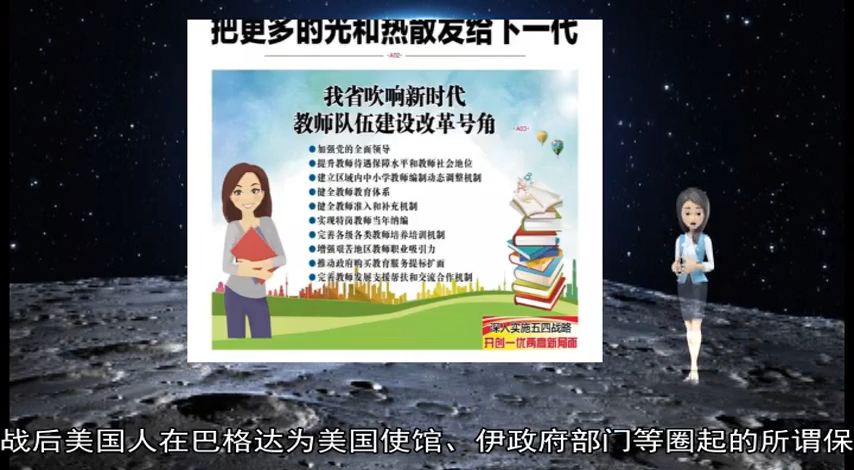 把更多的光和热散发给下一代
-A02-
我省吹响新时代
教师队伍建设改革号角
-A03-
加强党的全面领导
提升教师待遇保障水平和教师社会地位
建立区域内中小学教师编制动态调整机制
健全教师教育体系
健全教师准入和补充机制
实现特岗教师当年纳编
完善各级各类教师培养培训机制
增强艰苦地区教师职业吸引力
推动政府购买教育服务提标扩面
完善教师发展支援帮扶和交流合作机制
深入实施五四战略
开创一优两高新局面
战后美国人在巴格达为美国使馆、伊政府部门等圈起的所谓保